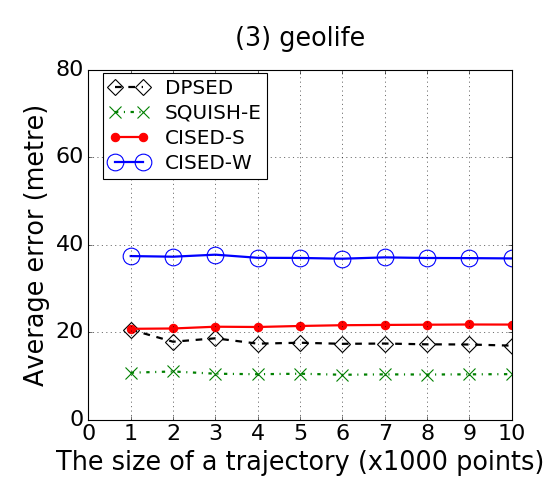 (3) geolife
80
60
40
20
0
Average error (metre)
DPSED
SQUISH-E
CISED-S
CISED-W
0 1 2 3 4 5 6 7 8 9 10
The size of a trajectory (x1000 points)